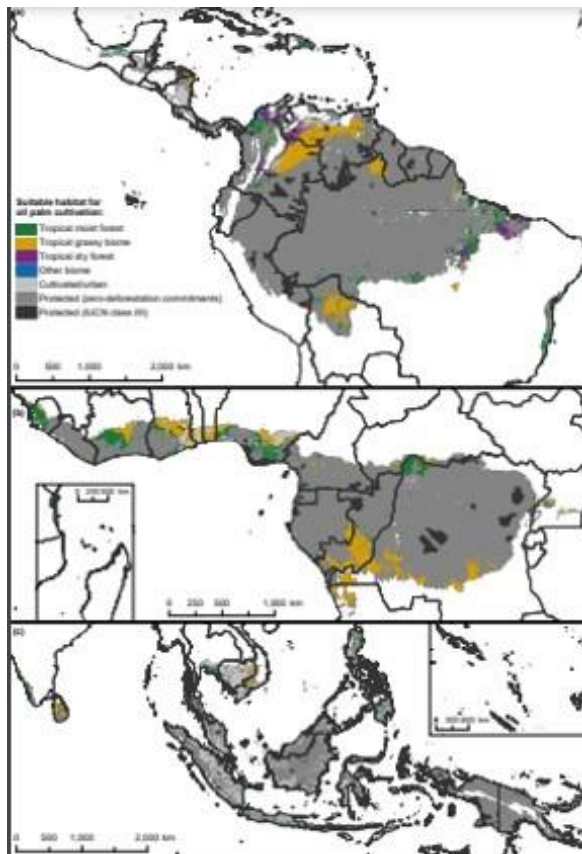 (a)
Suitable habitat for
oil palm cultivation:
Tropical moist forest
Tropical grassy biome
Tropical dry forest
Other biome
Cultivated/urban
Protected (zero-deforestation commitments)
Protected (IUCN class I/II)
0 500 1,000 2,000 km
(b)
0 250 500 1,000 km
(c)
0 500 1,000 2,000 km